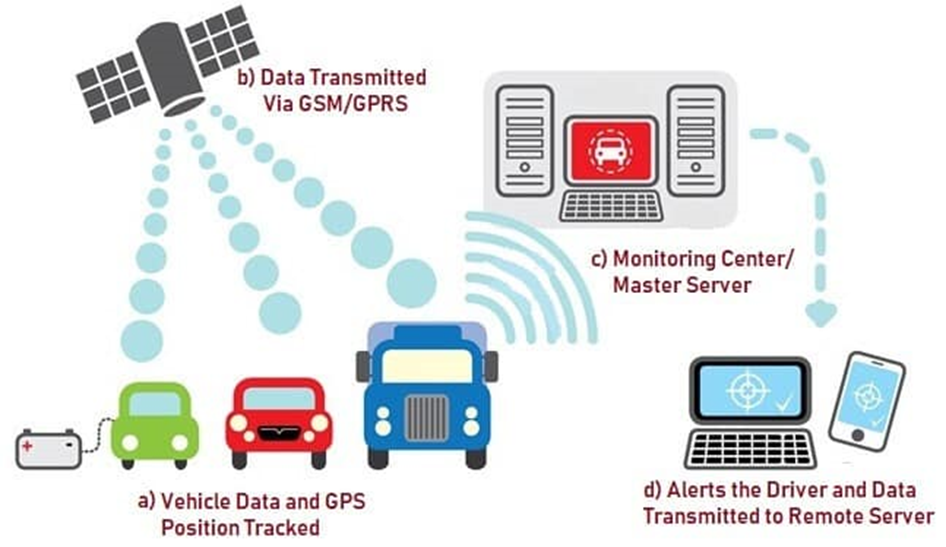 b) Data Transmitted
Via GSM/GPRS
c) Monitoring Center/
Master Server
a) Vehicle Data and GPS
Position Tracked
d) Alerts the Driver and Data
Transmitted to Remote Server